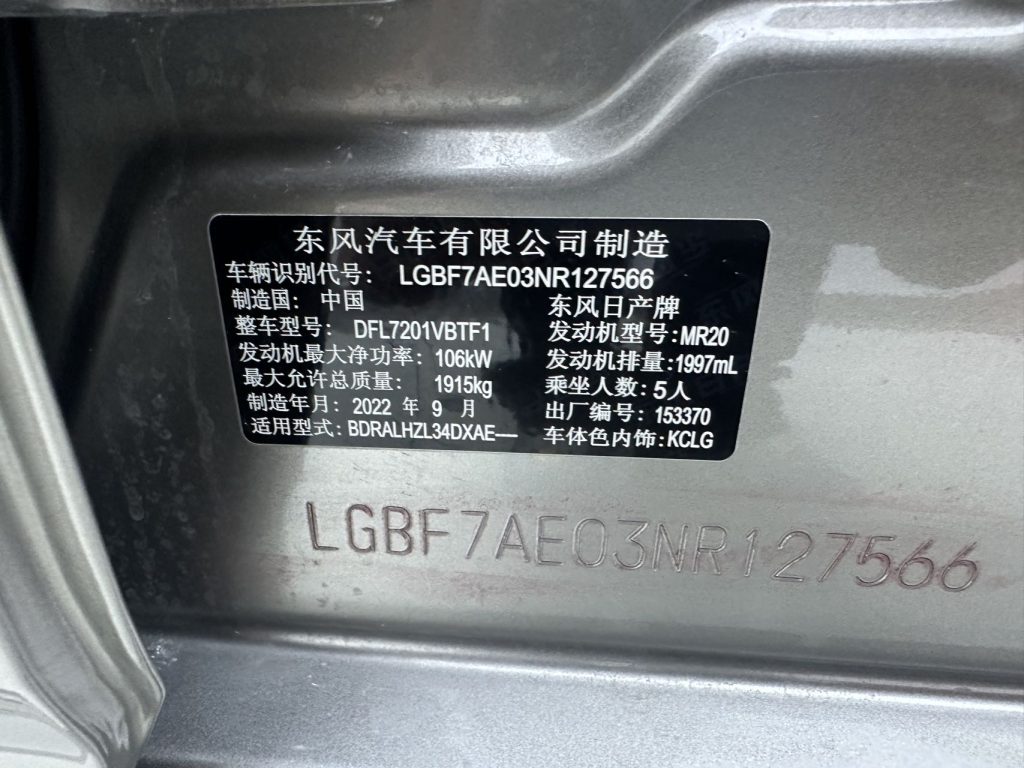 东风汽车有限公司制造
车辆识别代号: LGBF7AE03NR127566
制造国: 中国 东风日产牌
整车型号: DFL7201VBTF1 发动机型号:MR20
发动机最大净功率: 106kW 发动机排量:1997mL
最大允许总质量: 1915kg 乘坐人数: 5人
制造年月: 2022 年 9 月 出厂编号: 153370
适用型式: BDRALHZL34DXAE---- 车体色内饰:KCLG
LGBF7AE03NR127566